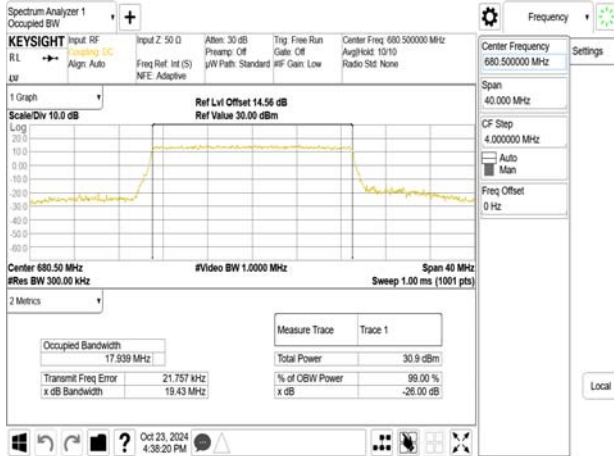 Spectrum Analyzer 1
Occupied BW
+
Frequency
KEYSIGHT
Input: RF
Coupling: DC
Align: Auto
RL
Input Z: 50 Ω
Freq Ref: Int (S)
NFE: Adaptive
Atten: 30 dB
Preamp: Off
µW Path: Standard
Trig: Free Run
Gate: Off
#IF Gain: Low
Center Freq: 680.500000 MHz
Avg|Hold: 10/10
Radio Std: None
Center Frequency
680.500000 MHz
Settings
Span
40.000 MHz
CF Step
4.000000 MHz
Auto
Man
Freq Offset
0 Hz
Local
1 Graph
Scale/Div 10.0 dB
Ref Lvl Offset 14.56 dB
Ref Value 30.00 dBm
Log
20.0
10.0
0.00
-10.0
-20.0
-30.0
-40.0
-50.0
-60.0
Center 680.50 MHz
#Video BW 1.0000 MHz
Span 40 MHz
#Res BW 300.00 kHz
Sweep 1.00 ms (1001 pts)
2 Metrics
Measure Trace Trace 1
Occupied Bandwidth
17.939 MHz
Total Power 30.9 dBm
Transmit Freq Error 21.757 kHz
% of OBW Power 99.00 %
x dB Bandwidth 19.43 MHz
x dB -26.00 dB
?
Oct 23, 2024
4:38:20 PM